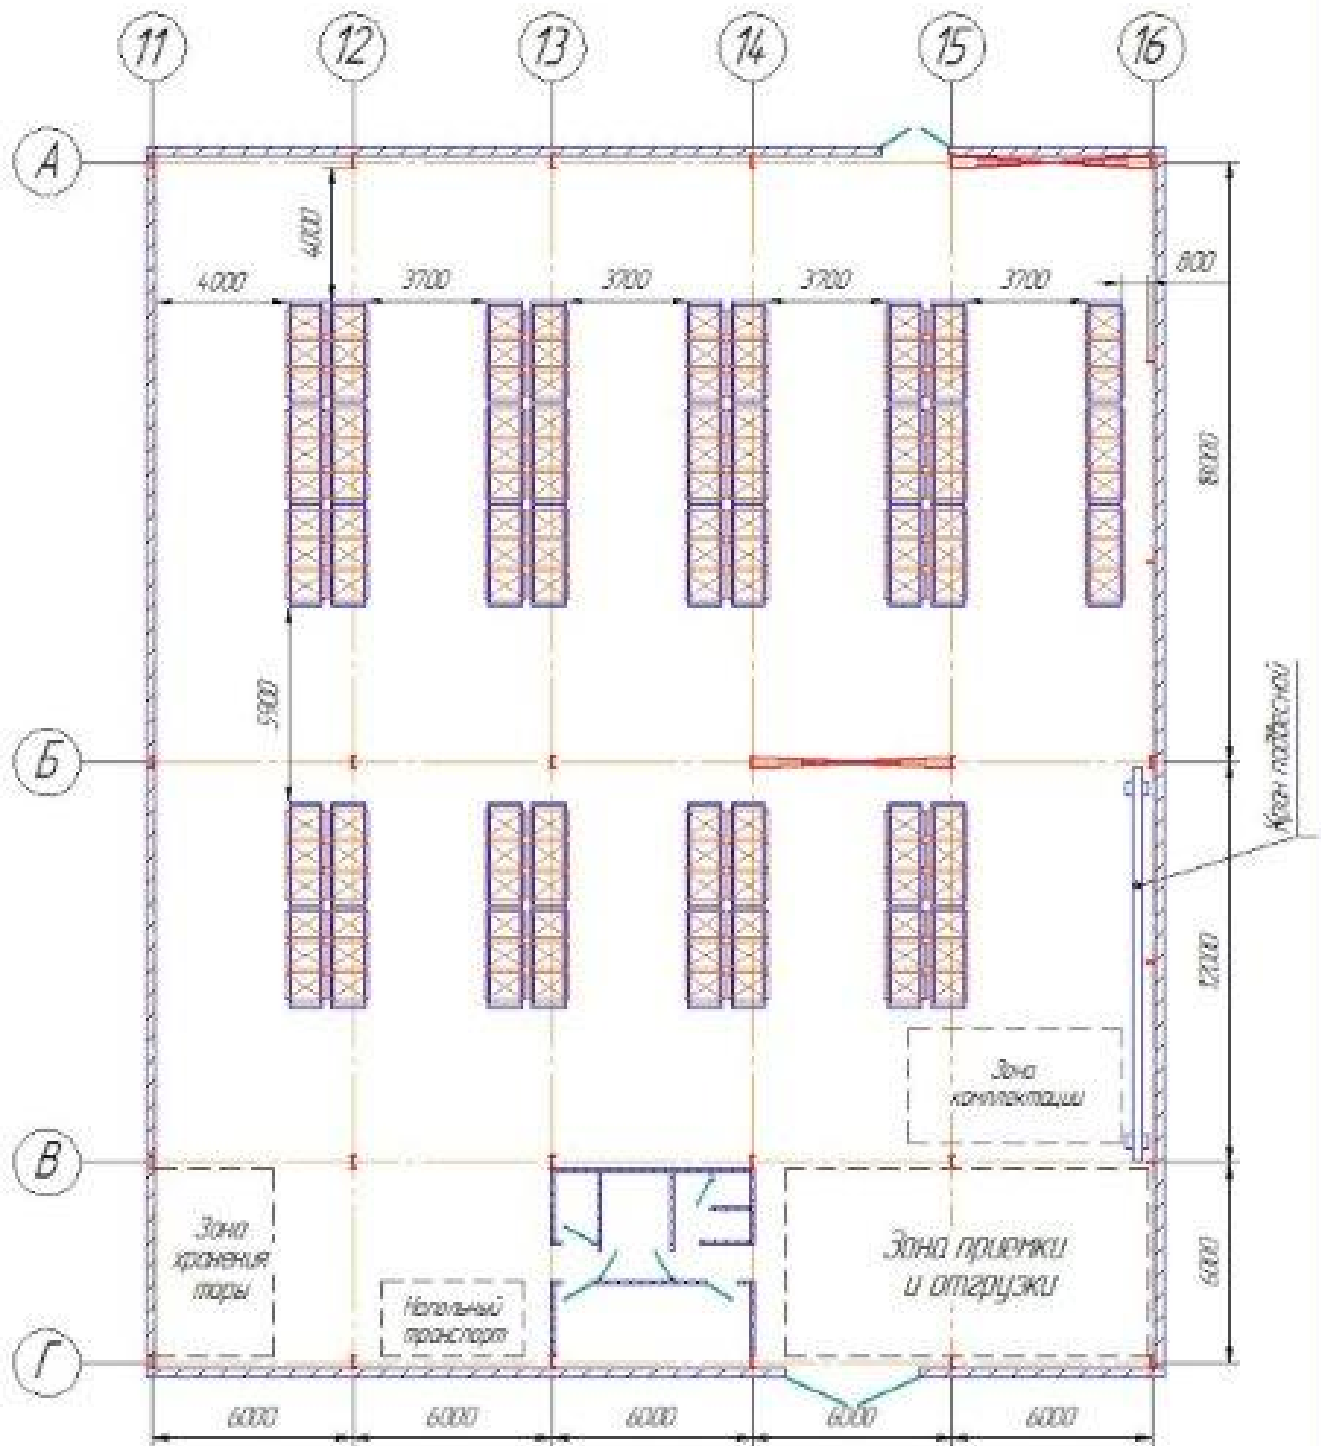 11 12 13 14 15 16
А
4000
4000 3700 3700 3700 3700 800
18000
5900
Б
Кран подвесной
12000
Зона
комплектации
В
Зона
хранения
тары
Зона приемки
и отгрузки
6000
Напольный
транспорт
Г
6000 6000 6000 6000 6000